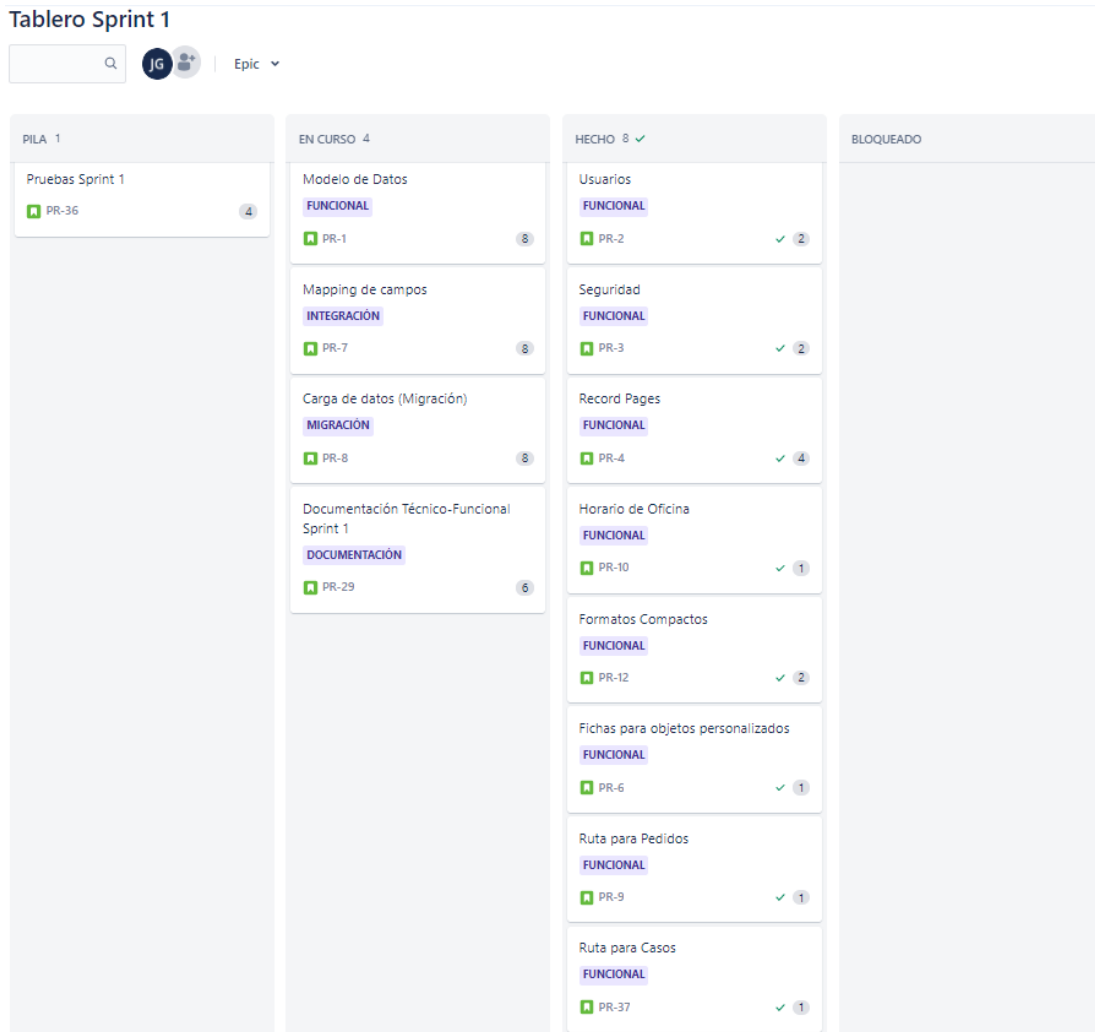 Tablero Sprint 1
JG
Epic
PILA 1
Pruebas Sprint 1
PR-36
4
EN CURSO 4
Modelo de Datos
FUNCIONAL
PR-1
8
Mapping de campos
INTEGRACIÓN
PR-7
8
Carga de datos (Migración)
MIGRACIÓN
PR-8
8
Documentación Técnico-Funcional
Sprint 1
DOCUMENTACIÓN
PR-29
6
HECHO 8
Usuarios
FUNCIONAL
PR-2
2
Seguridad
FUNCIONAL
PR-3
2
Record Pages
FUNCIONAL
PR-4
4
Horario de Oficina
FUNCIONAL
PR-10
1
Formatos Compactos
FUNCIONAL
PR-12
2
Fichas para objetos personalizados
FUNCIONAL
PR-6
1
Ruta para Pedidos
FUNCIONAL
PR-9
1
Ruta para Casos
FUNCIONAL
PR-37
1
BLOQUEADO